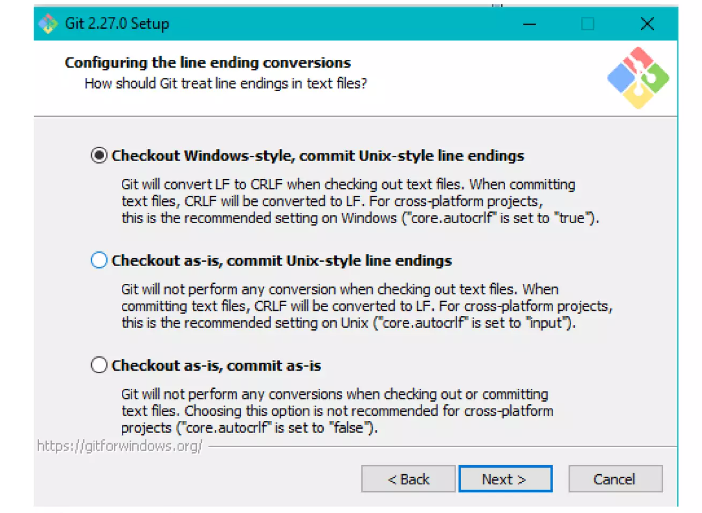 Git 2.27.0 Setup
Configuring the line ending conversions
How should Git treat line endings in text files?
Checkout Windows-style, commit Unix-style line endings
Git will convert LF to CRLF when checking out text files. When committing
text files, CRLF will be converted to LF. For cross-platform projects,
this is the recommended setting on Windows ("core.autocrlf" is set to "true").
Checkout as-is, commit Unix-style line endings
Git will not perform any conversion when checking out text files. When
committing text files, CRLF will be converted to LF. For cross-platform projects,
this is the recommended setting on Unix ("core.autocrlf" is set to "input").
Checkout as-is, commit as-is
Git will not perform any conversions when checking out or committing
text files. Choosing this option is not recommended for cross-platform
projects ("core.autocrlf" is set to "false").
https://gitforwindows.org/
< Back
Next >
Cancel